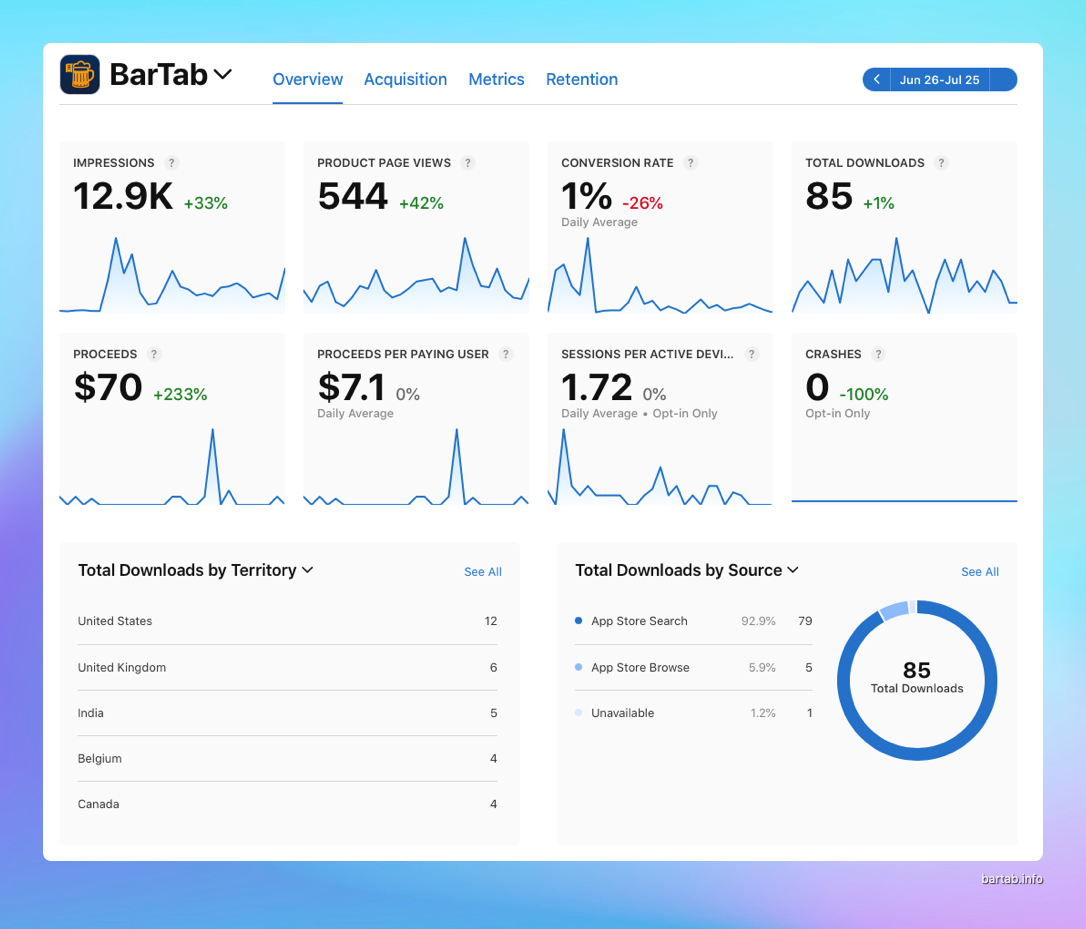 BarTab
Overview Acquisition Metrics Retention
Jun 26-Jul 25
IMPRESSIONS ?
12.9K +33%
PRODUCT PAGE VIEWS ?
544 +42%
CONVERSION RATE ?
1% -26%
Daily Average
TOTAL DOWNLOADS ?
85 +1%
PROCEEDS ?
$70 +233%
PROCEEDS PER PAYING USER ?
$7.1 0%
Daily Average
SESSIONS PER ACTIVE DEVI... ?
1.72 0%
Daily Average • Opt-in Only
CRASHES ?
0 -100%
Opt-in Only
Total Downloads by Territory
See All
United States 12
United Kingdom 6
India 5
Belgium 4
Canada 4
Total Downloads by Source
See All
App Store Search 92.9% 79
App Store Browse 5.9% 5
Unavailable 1.2% 1
85
Total Downloads
bartab.info